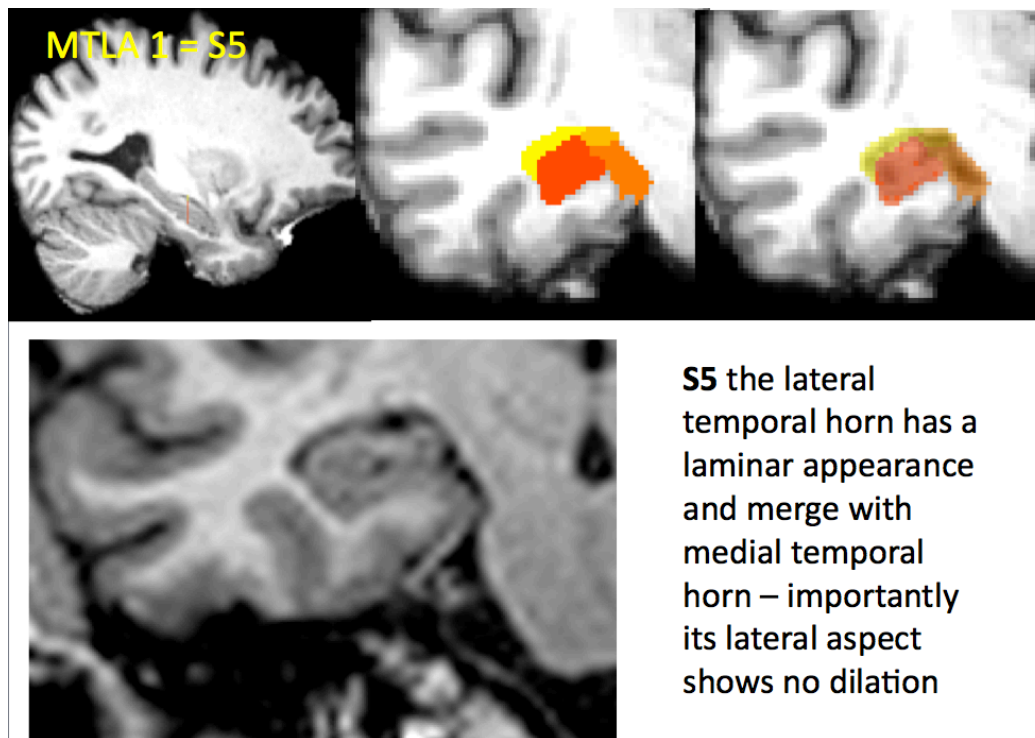 MTLA 1 = S5
S5 the lateral
temporal horn has a
laminar appearance
and merge with
medial temporal
horn – importantly
its lateral aspect
shows no dilation